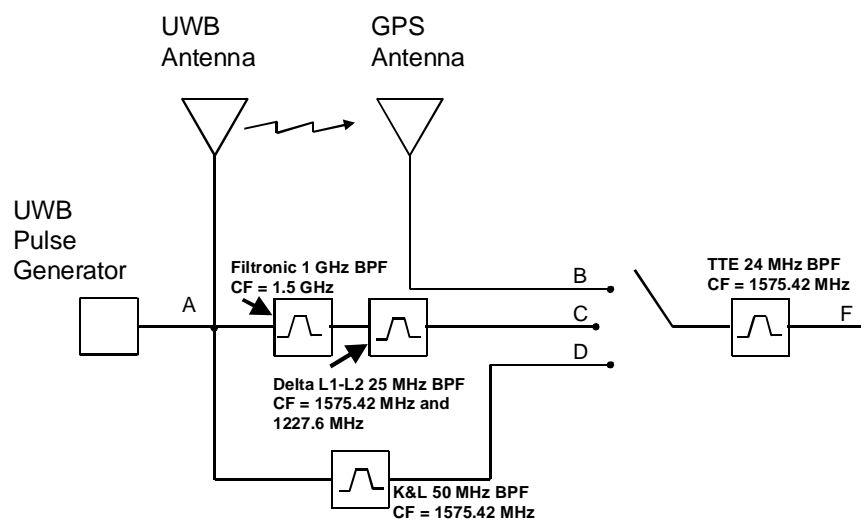 UWB
Antenna
GPS
Antenna
UWB
Pulse
Generator
Filtronic 1 GHz BPF
CF = 1.5 GHz
TTE 24 MHz BPF
CF = 1575.42 MHz
A
B
C
D
F
Delta L1-L2 25 MHz BPF
CF = 1575.42 MHz and
1227.6 MHz
K&L 50 MHz BPF
CF = 1575.42 MHz